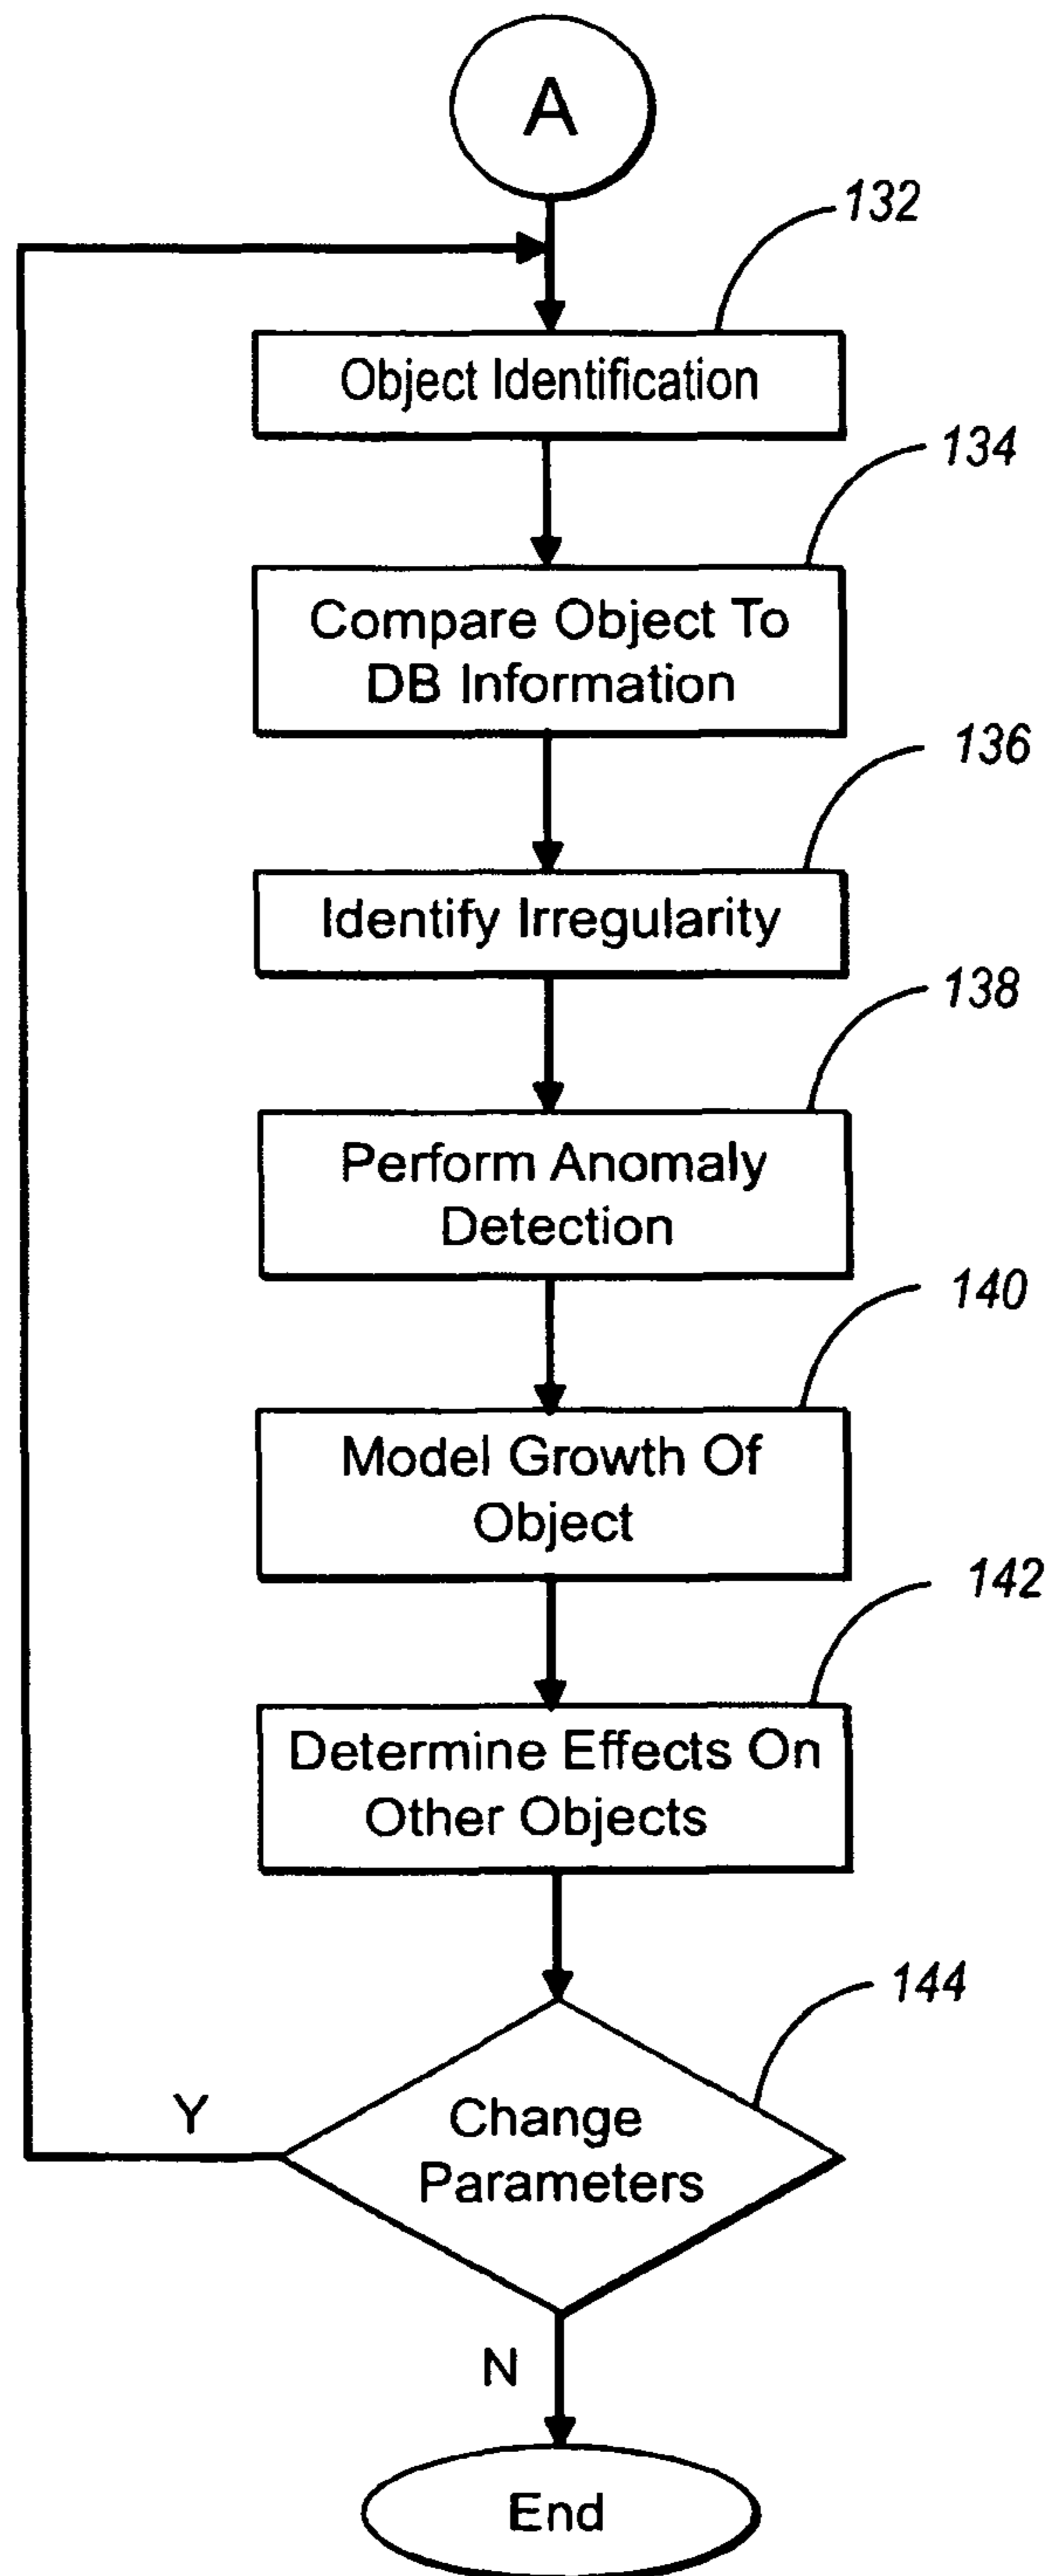 A
132
Object Identification
134
Compare Object To
DB Information
136
Identify Irregularity
138
Perform Anomaly
Detection
140
Model Growth Of
Object
142
Determine Effects On
Other Objects
144
Change
Parameters
Y
N
End